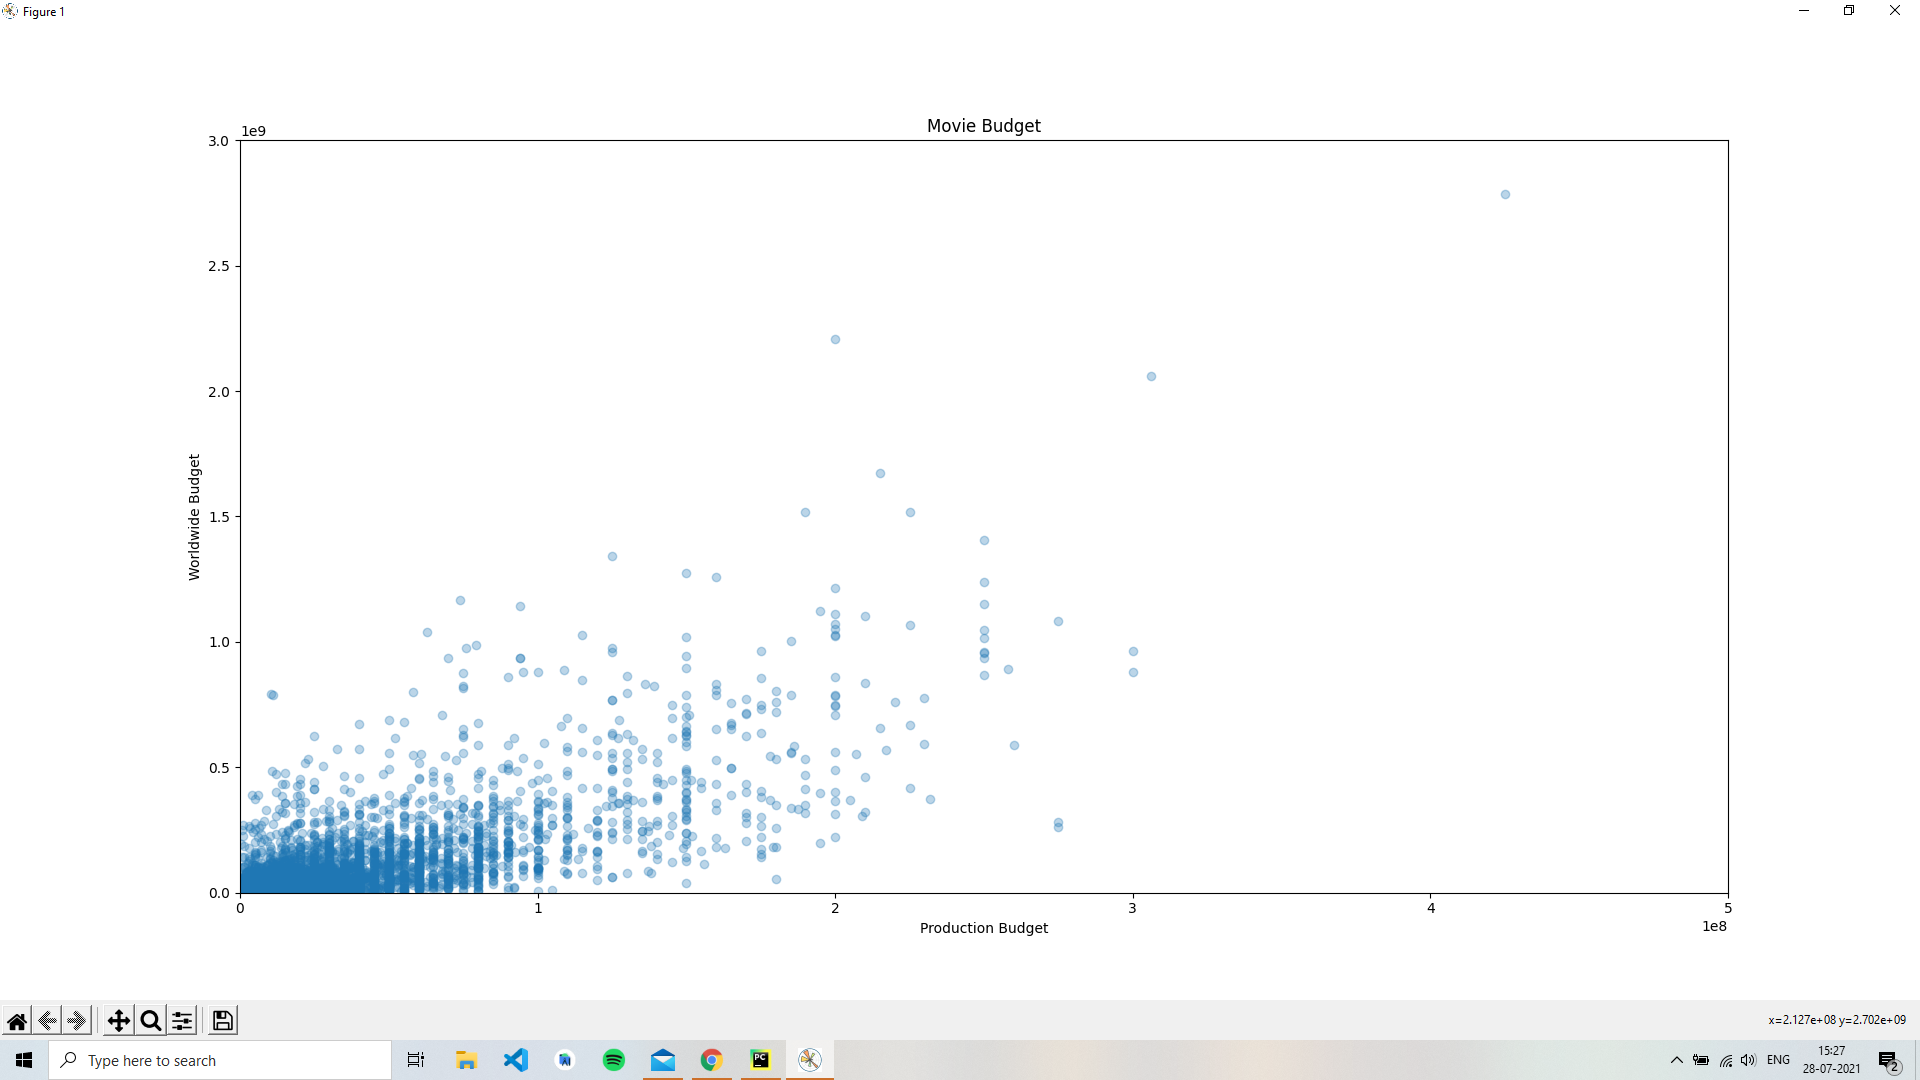 Figure 1
Movie Budget
1e9
3.0
2.5
2.0
1.5
1.0
0.5
0.0
Worldwide Budget
0 1 2 3 4 5
1e8
Production Budget
x=2.127e+08 y=2.702e+09
Type here to search
AI
PC
ENG
15:27
28-07-2021
2